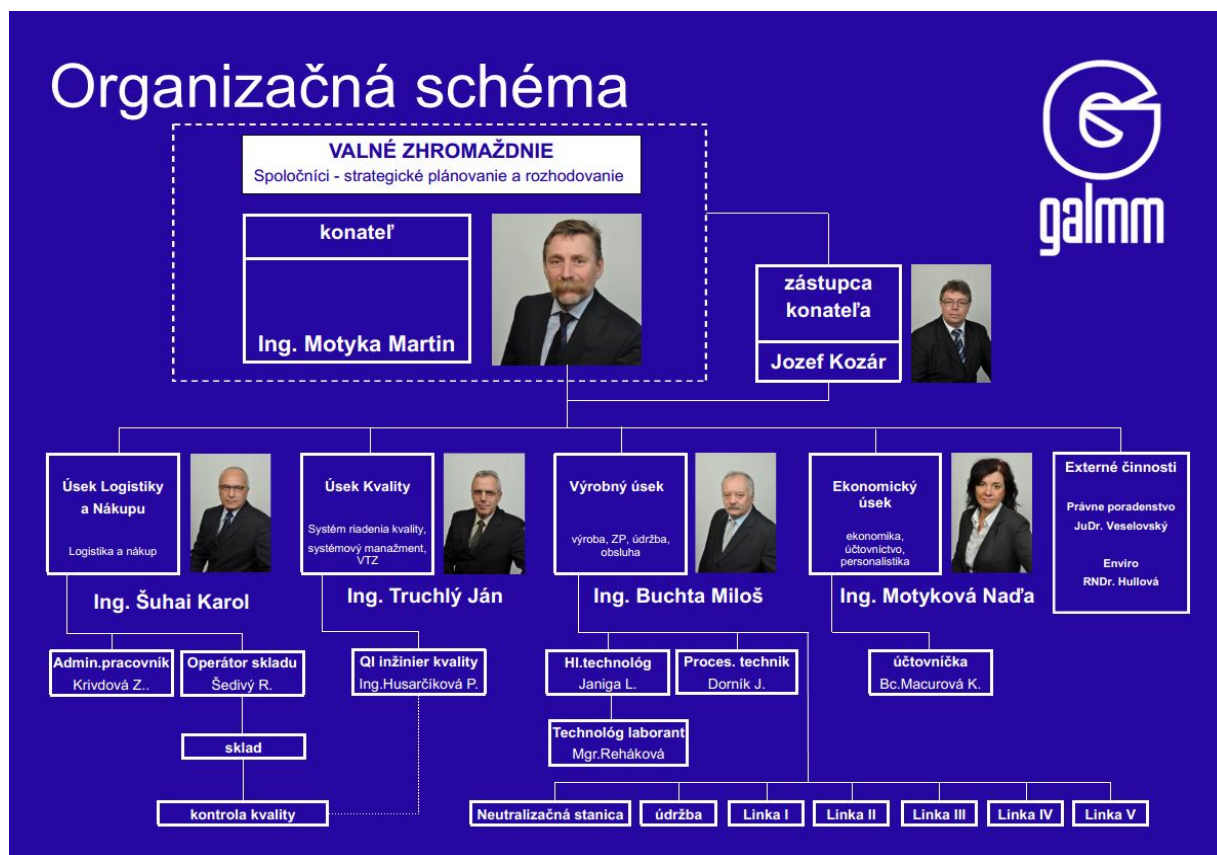 Organizačná schéma
VALNÉ ZHROMAŽDNIE
Spoločníci - strategické plánovanie a rozhodovanie
konateľ
Ing. Motyka Martin
zástupca
konateľa
Jozef Kozár
galmm
Úsek Logistiky
a Nákupu
Logistika a nákup
Ing. Šuhai Karol
Úsek Kvality
Systém riadenia kvality,
systémový manažment,
VTZ
Ing. Truchlý Ján
Výrobný úsek
výroba, ZP, údržba,
obsluha
Ing. Buchta Miloš
Ekonomický
úsek
ekonomika,
účtovníctvo,
personalistika
Ing. Motyková Naďa
Externé činnosti
Právne poradenstvo
JuDr. Veselovský
Enviro
RNDr. Hullová
Admin.pracovník
Krivdová Z..
Operátor skladu
Šedivý R.
QI inžinier kvality
Ing.Husarčíková P.
Hl.technológ
Janiga L.
Proces. technik
Dorník J.
účtovníčka
Bc.Macurová K.
Technológ laborant
Mgr.Reháková
sklad
kontrola kvality
Neutralizačná stanica
údržba
Linka I
Linka II
Linka III
Linka IV
Linka V